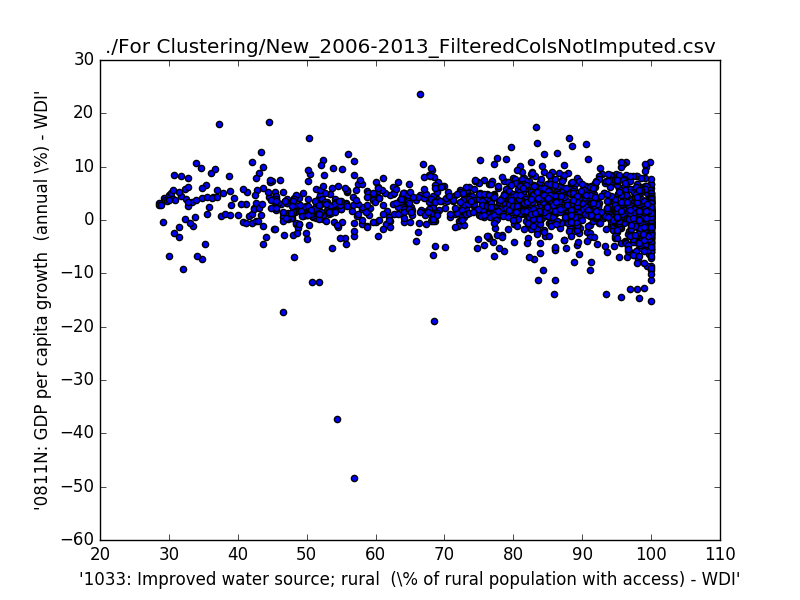 ./For Clustering/New_2006-2013_FilteredColsNotImputed.csv
30
20
10
0
−10
−20
−30
−40
−50
−60
'0811N: GDP per capita growth  (annual \%) - WDI'
20 30 40 50 60 70 80 90 100 110
'1033: Improved water source; rural  (\% of rural population with access) - WDI'